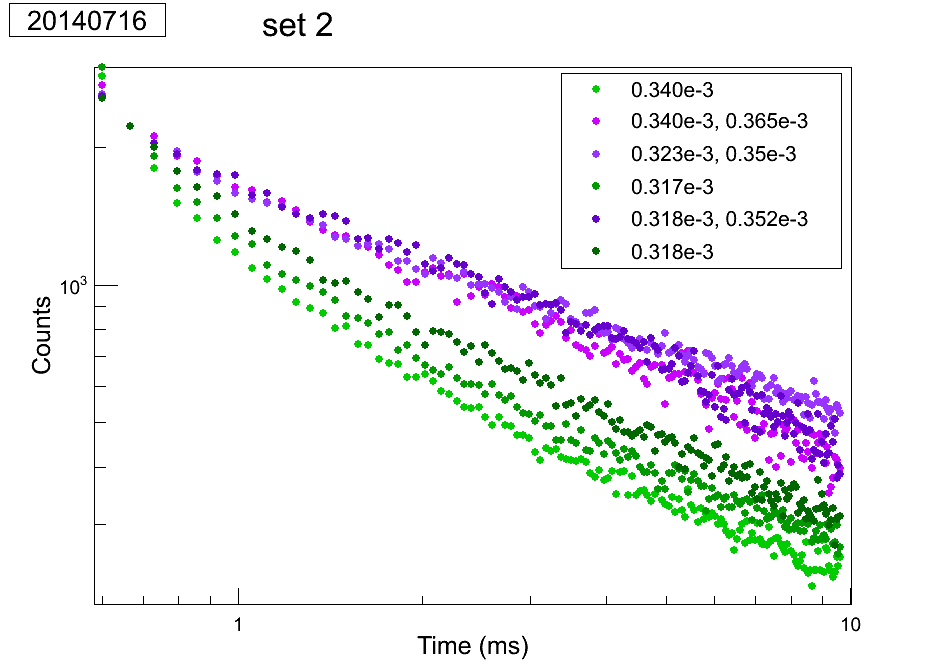 20140716
set 2
0.340e-3
0.340e-3, 0.365e-3
0.323e-3, 0.35e-3
0.317e-3
0.318e-3, 0.352e-3
0.318e-3
10³
Counts
1
10
Time (ms)